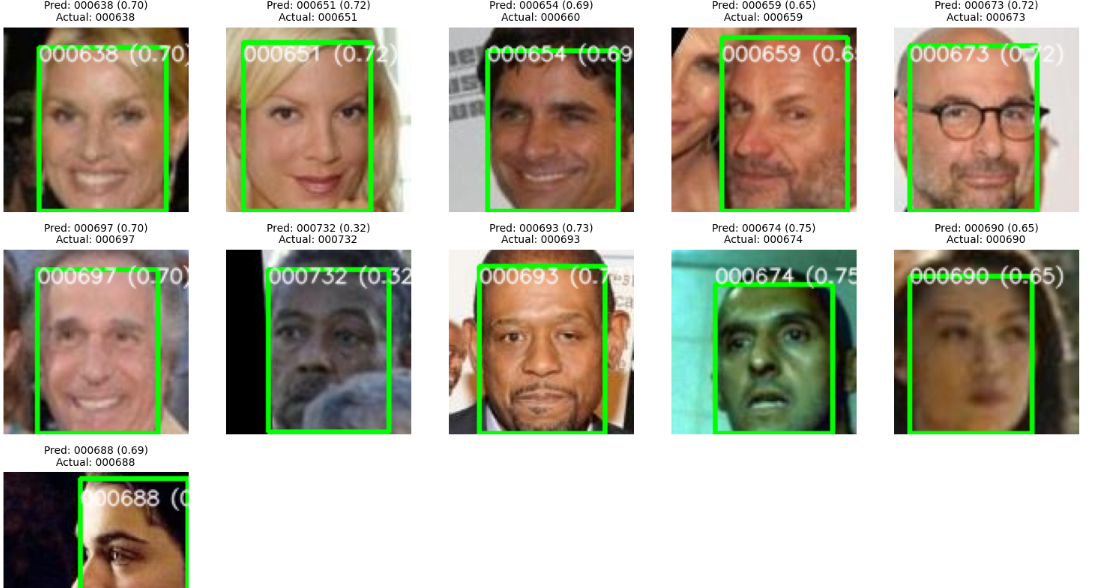 Pred: 000638 (0.70)
Actual: 000638
000638 (0.70)
Pred: 000651 (0.72)
Actual: 000651
000651 (0.72)
Pred: 000654 (0.69)
Actual: 000660
000654 (0.69
Pred: 000659 (0.65)
Actual: 000659
000659 (0.65
Pred: 000673 (0.72)
Actual: 000673
000673 (0.72)
Pred: 000697 (0.70)
Actual: 000697
000697 (0.70)
Pred: 000732 (0.32)
Actual: 000732
000732 (0.32
Pred: 000693 (0.73)
Actual: 000693
000693 (0.73
Pred: 000674 (0.75)
Actual: 000674
000674 (0.75
Pred: 000690 (0.65)
Actual: 000690
000690 (0.65)
Pred: 000688 (0.69)
Actual: 000688
000688 (0